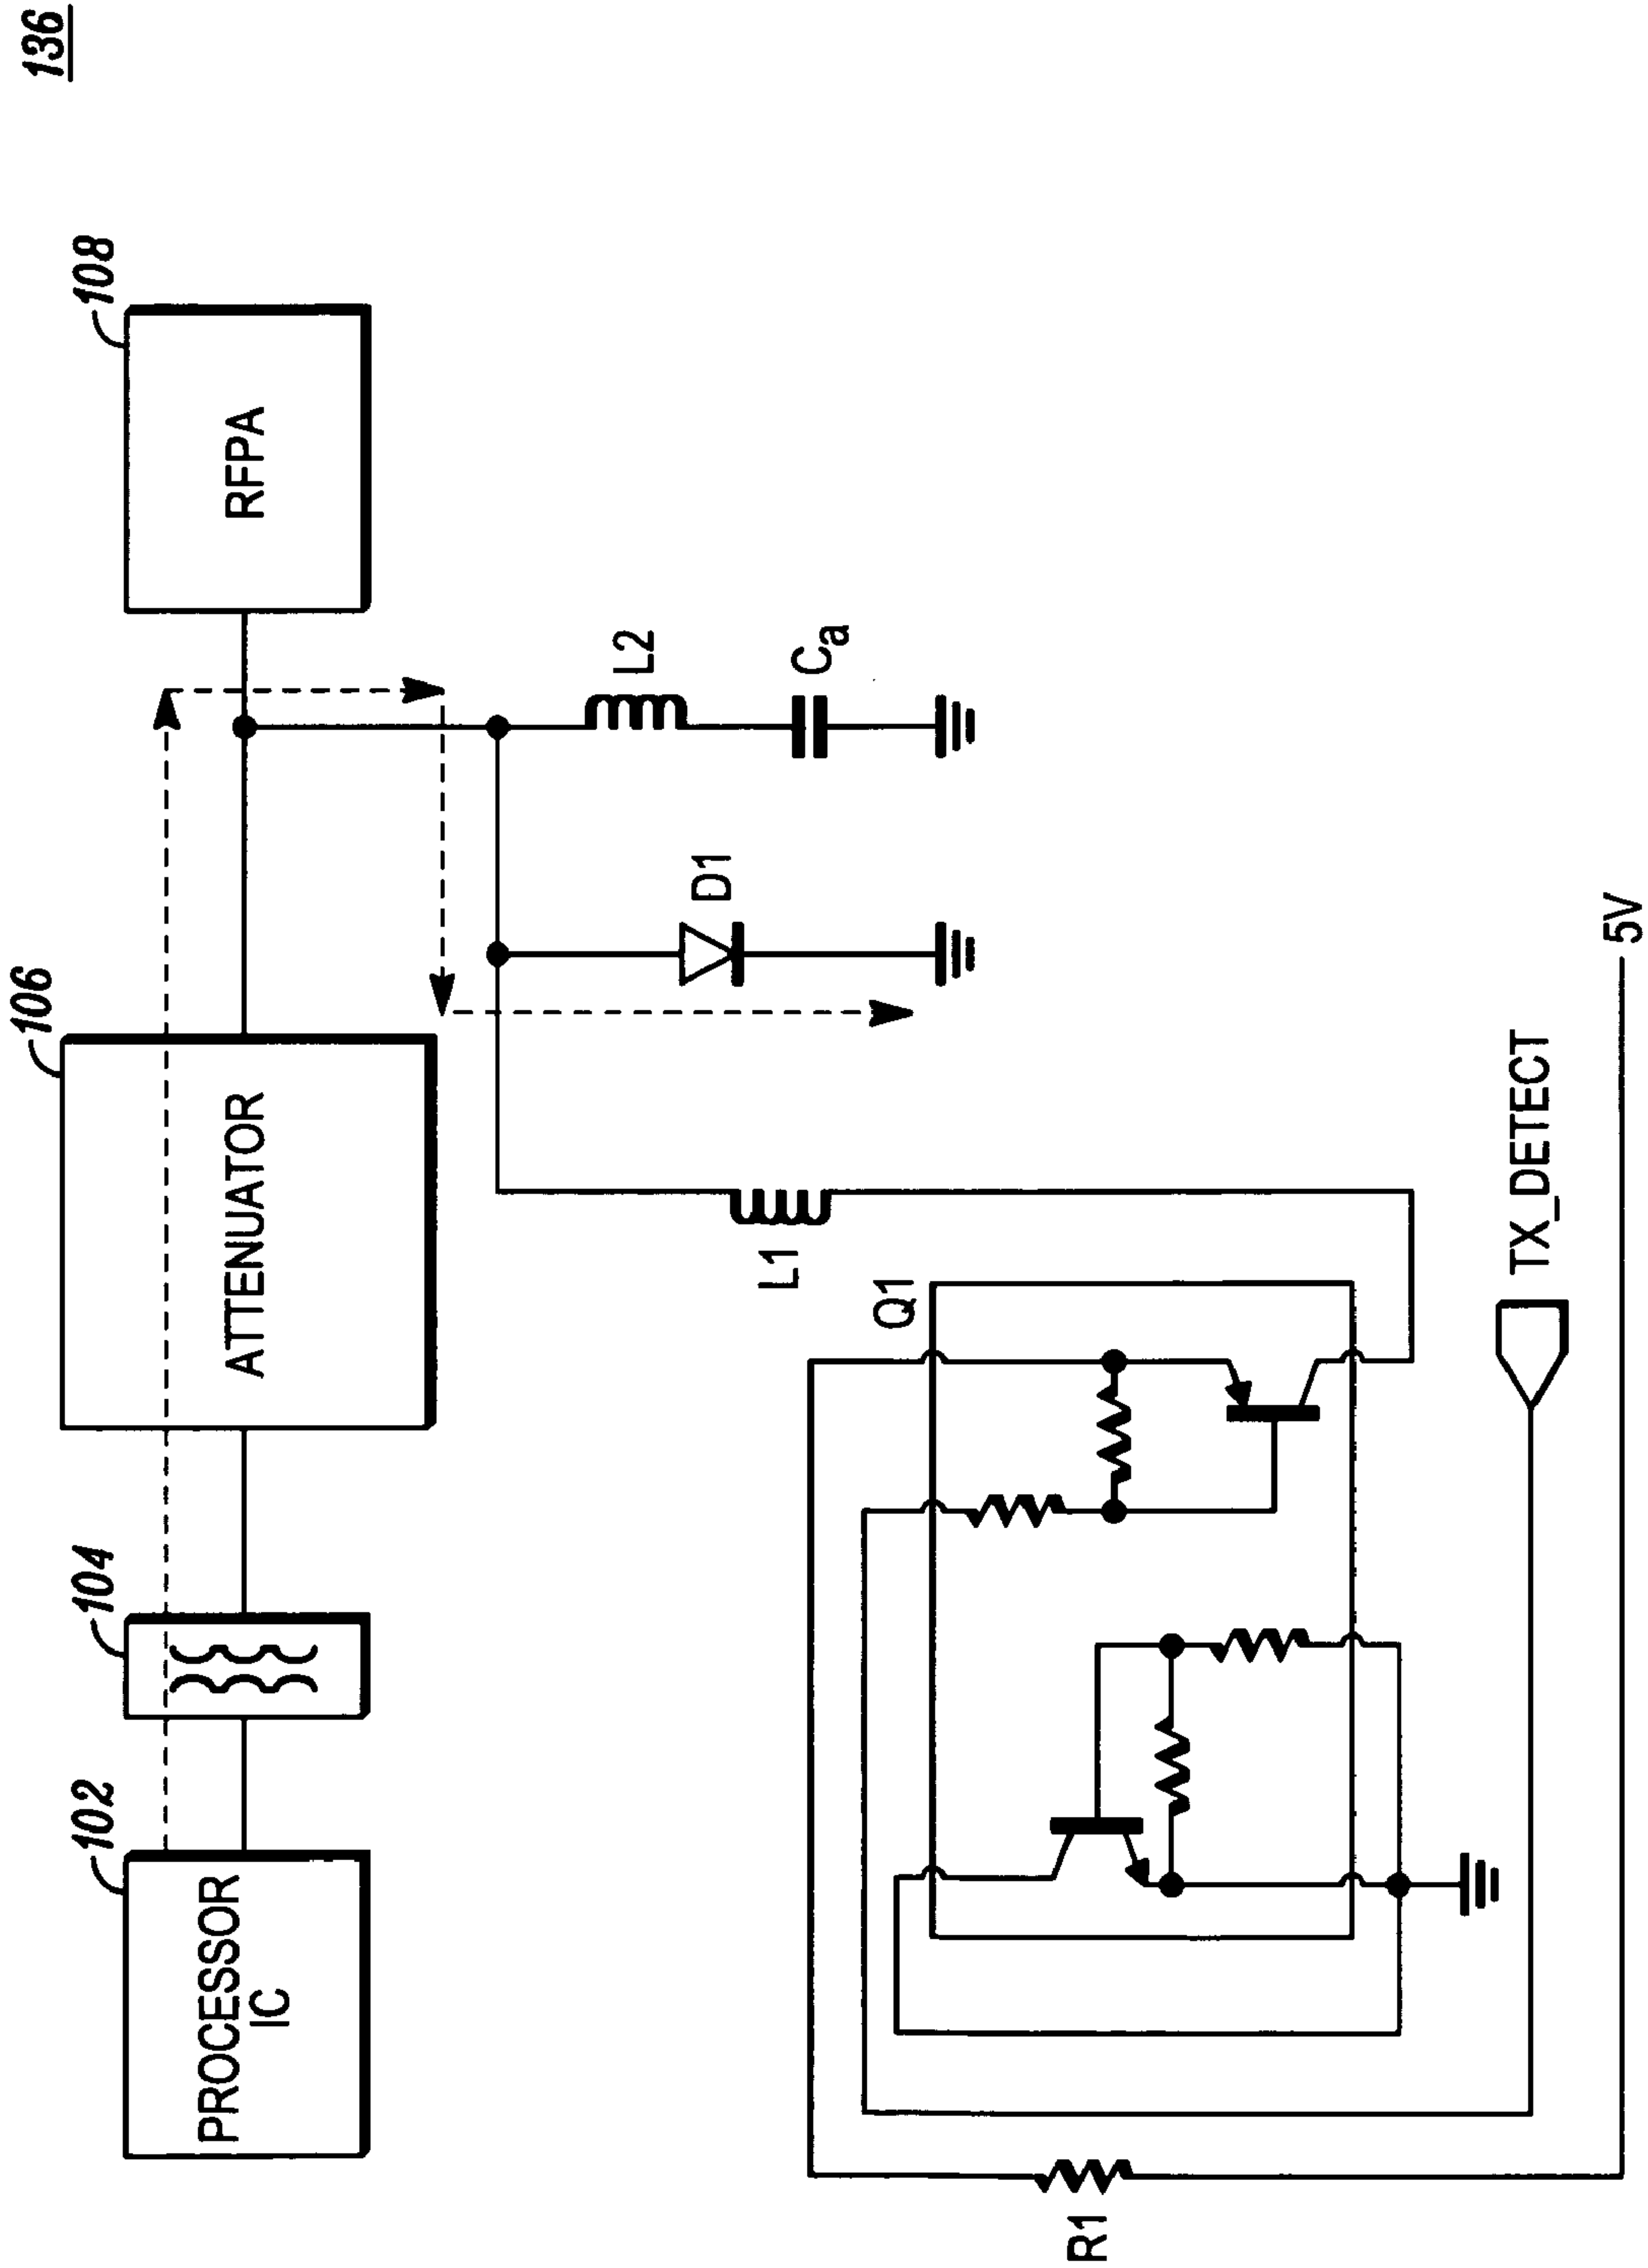 136
102
PROCESSOR
IC
104
106
ATTENUATOR
108
RFPA
L2
Ca
D1
L1
Q1
TX_DETECT
5V
R1